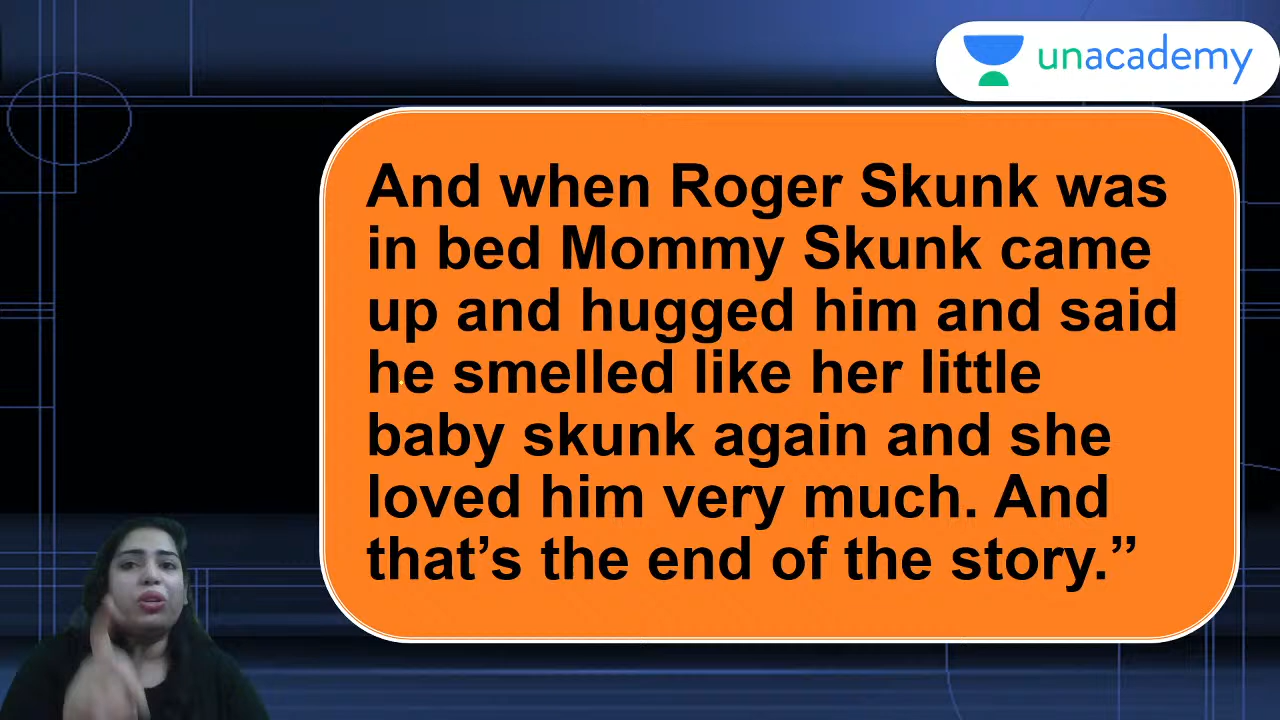 unacademy
And when Roger Skunk was
in bed Mommy Skunk came
up and hugged him and said
he smelled like her little
baby skunk again and she
loved him very much. And
that’s the end of the story.”